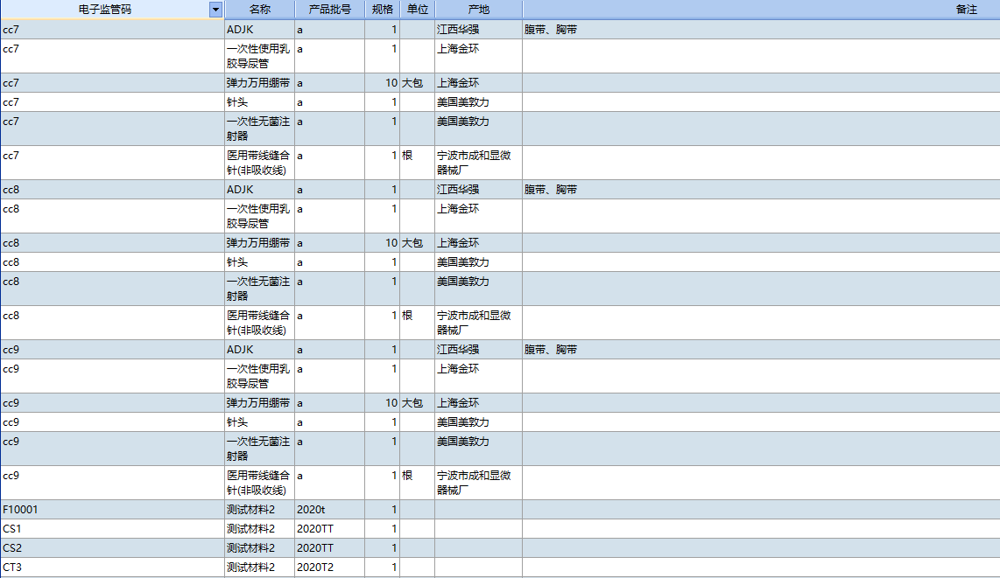 电子监管码 名称 产品批号 规格 单位 产地 备注
cc7 ADJK a 1 江西华强 腹带、胸带
cc7 一次性使用乳 a 1 上海金环
胶导尿管
cc7 弹力万用绷带 a 10 大包 上海金环
cc7 针头 a 1 美国美敦力
cc7 一次性无菌注 a 1 美国美敦力
射器
cc7 医用带线缝合 a 1 根 宁波市成和显微
针(非吸收线) 器械厂
cc8 ADJK a 1 江西华强 腹带、胸带
cc8 一次性使用乳 a 1 上海金环
胶导尿管
cc8 弹力万用绷带 a 10 大包 上海金环
cc8 针头 a 1 美国美敦力
cc8 一次性无菌注 a 1 美国美敦力
射器
cc8 医用带线缝合 a 1 根 宁波市成和显微
针(非吸收线) 器械厂
cc9 ADJK a 1 江西华强 腹带、胸带
cc9 一次性使用乳 a 1 上海金环
胶导尿管
cc9 弹力万用绷带 a 10 大包 上海金环
cc9 针头 a 1 美国美敦力
cc9 一次性无菌注 a 1 美国美敦力
射器
cc9 医用带线缝合 a 1 根 宁波市成和显微
针(非吸收线) 器械厂
F10001 测试材料2 2020t 1
CS1 测试材料2 2020TT 1
CS2 测试材料2 2020TT 1
CT3 测试材料2 2020T2 1